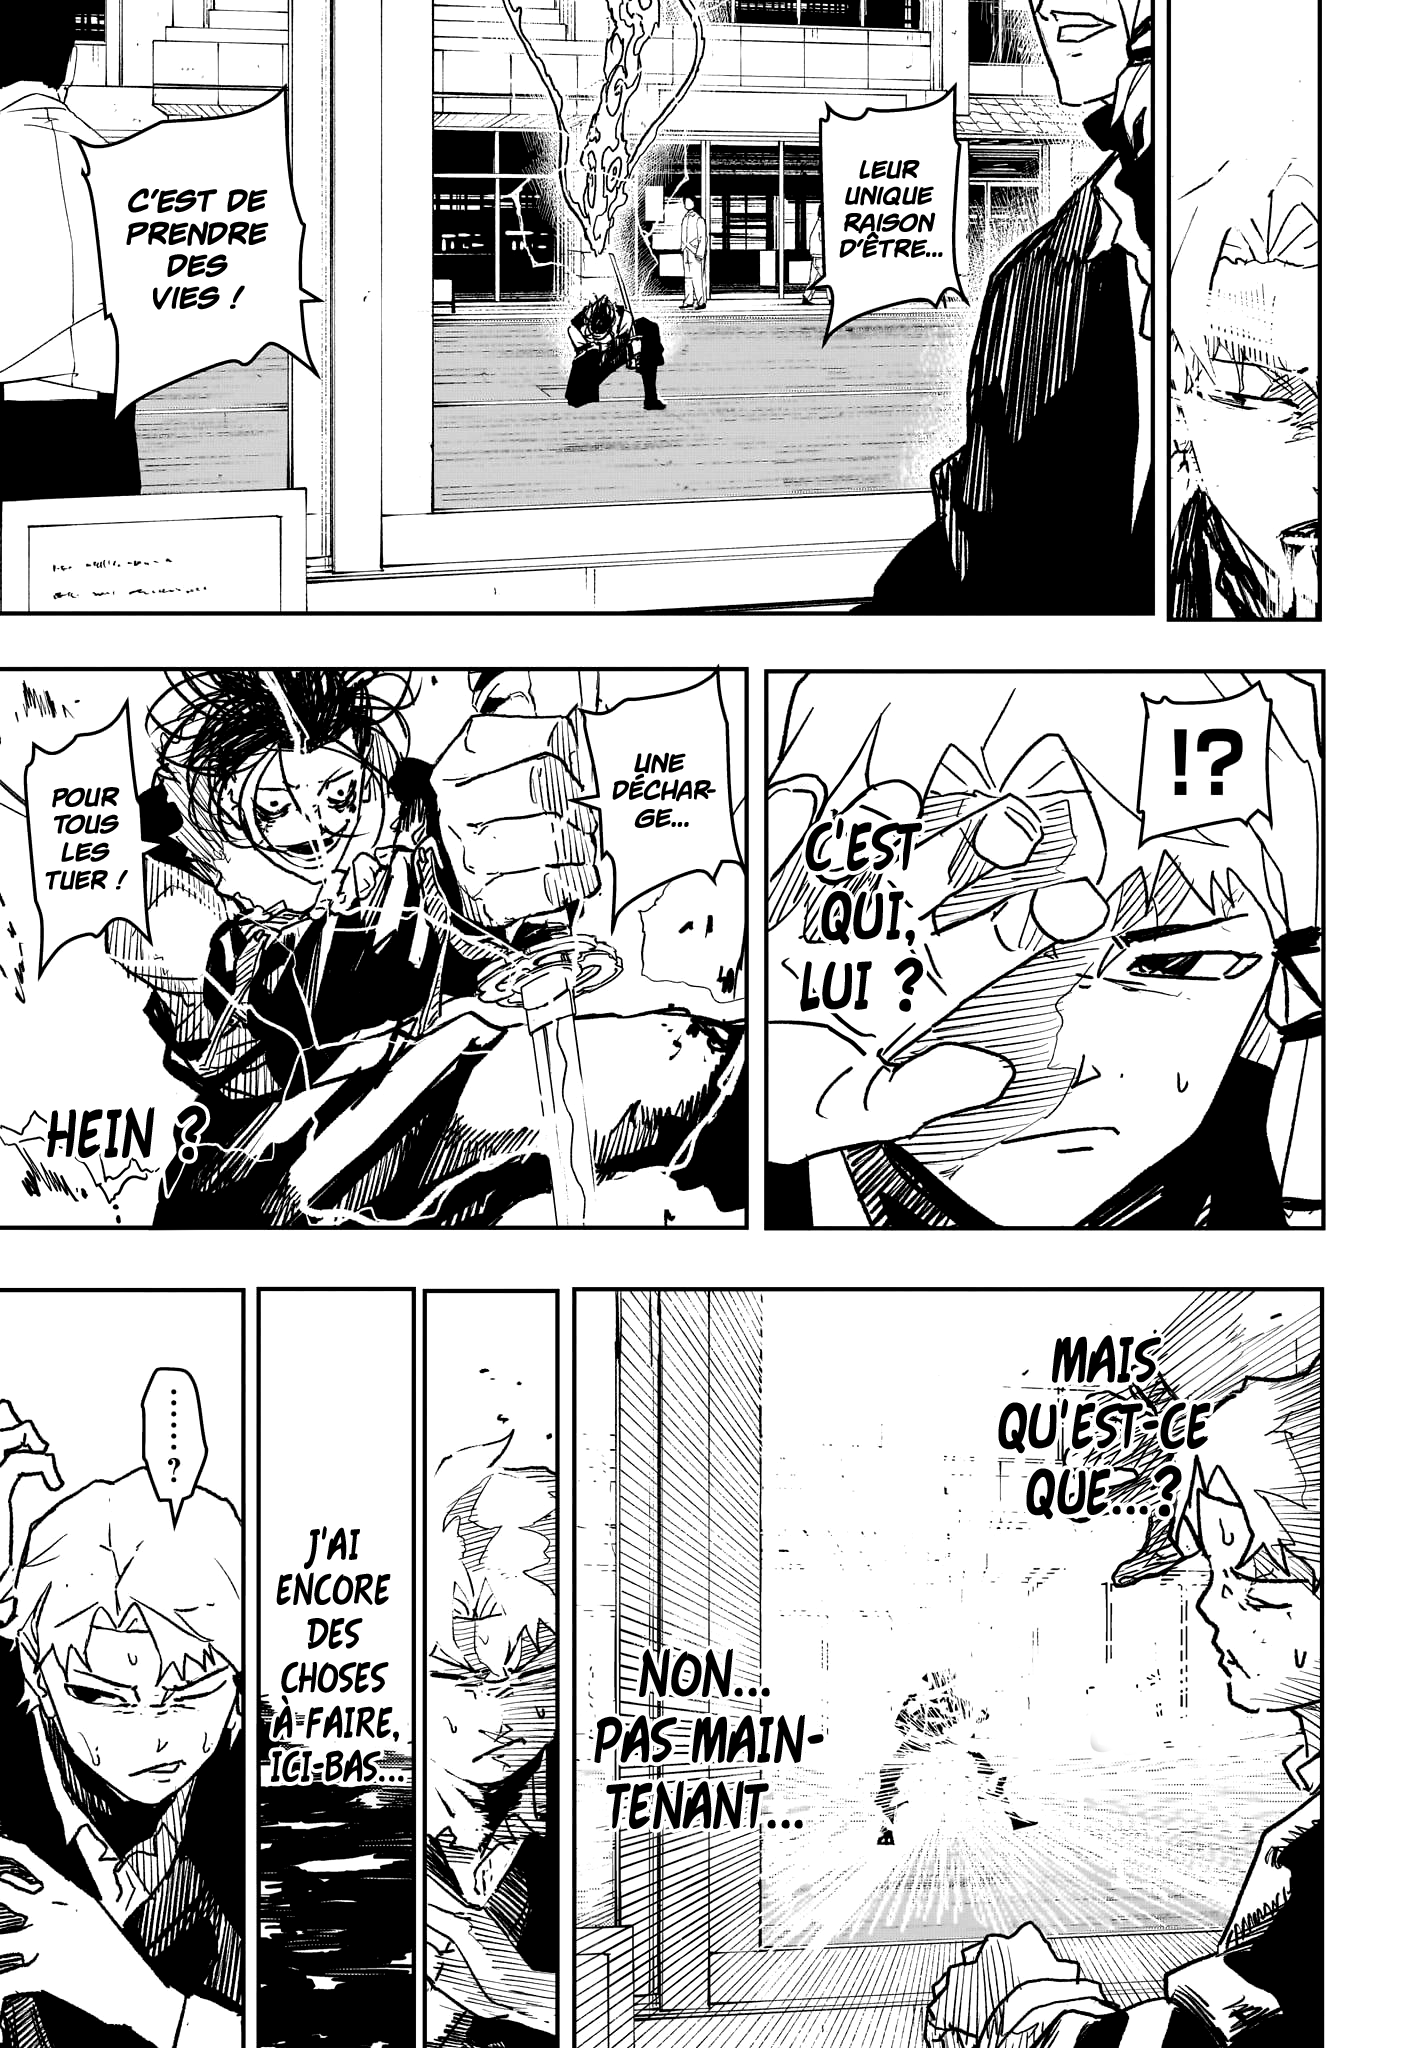 LEUR
UNIQUE
RAISON
D'ÊTRE...
C'EST DE
PRENDRE
DES
VIES !
!?
C'EST
QUI,
LUI ?
UNE
DÉCHAR-
GE...
POUR
TOUS
LES
TUER !
HEIN ?
MAIS
QU'EST-CE
QUE...?
NON...
PAS MAIN-
TENANT...
J'AI
ENCORE
DES
CHOSES
À FAIRE,
ICI-BAS...
......?